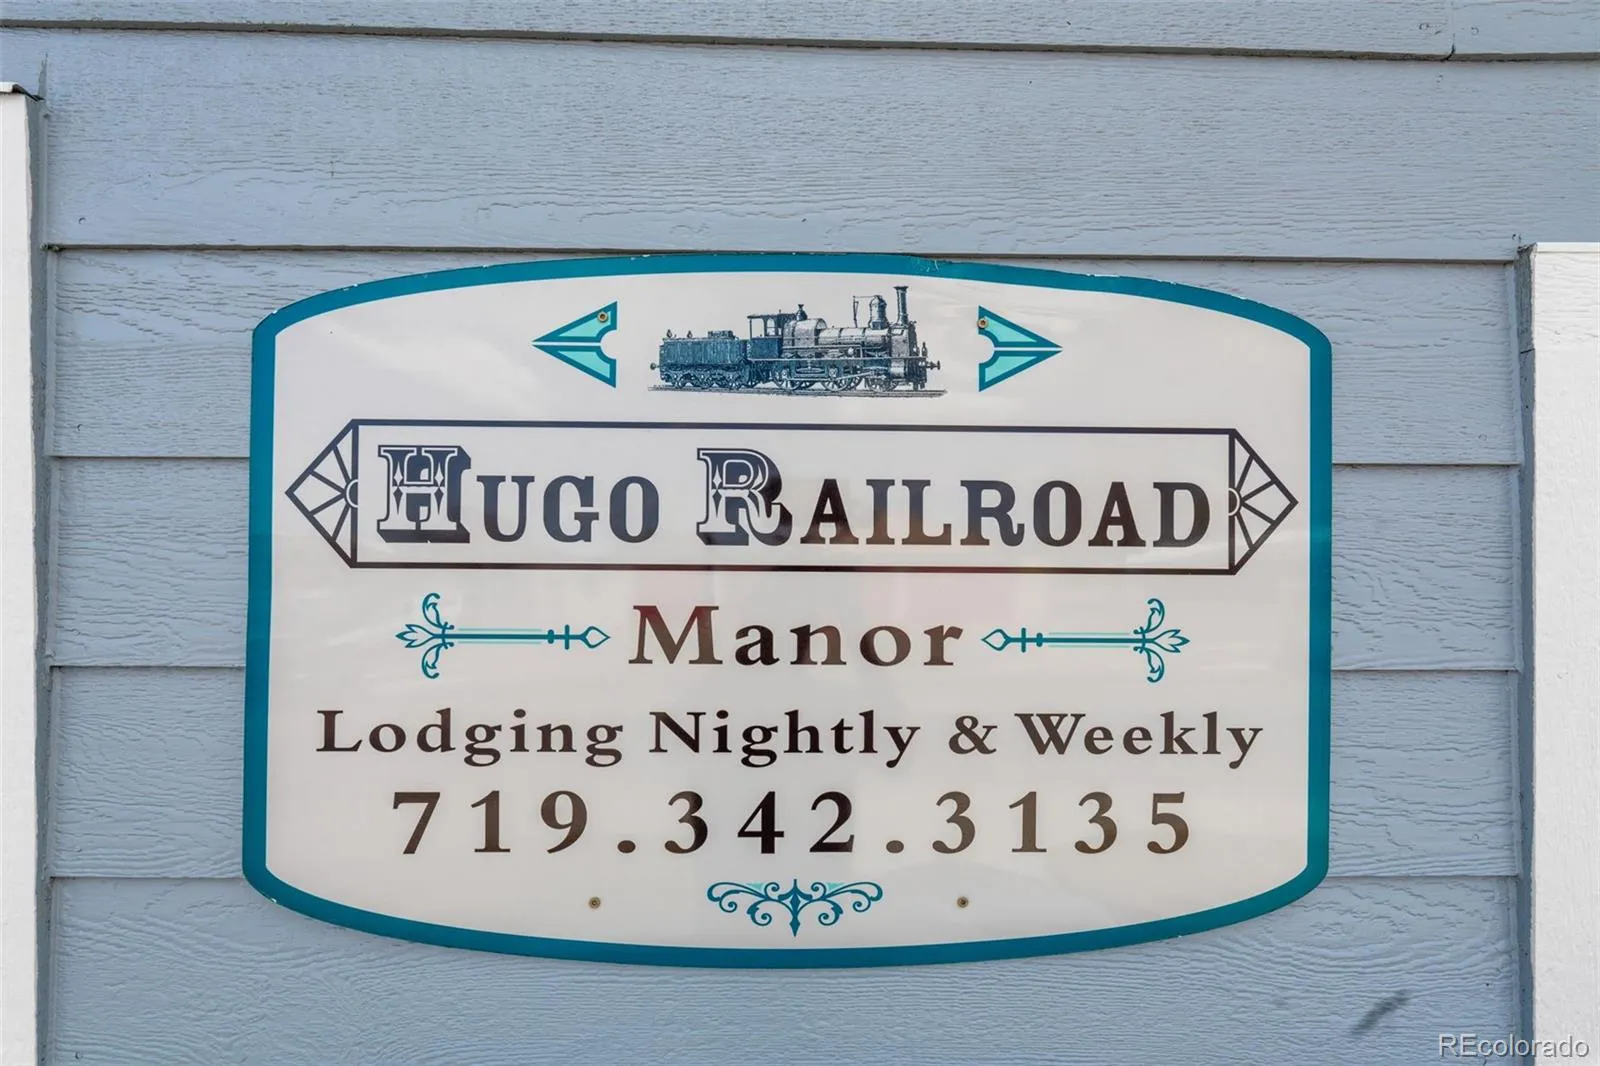 HUGO RAILROAD
Manor
Lodging Nightly & Weekly
719.342.3135
REcolorado